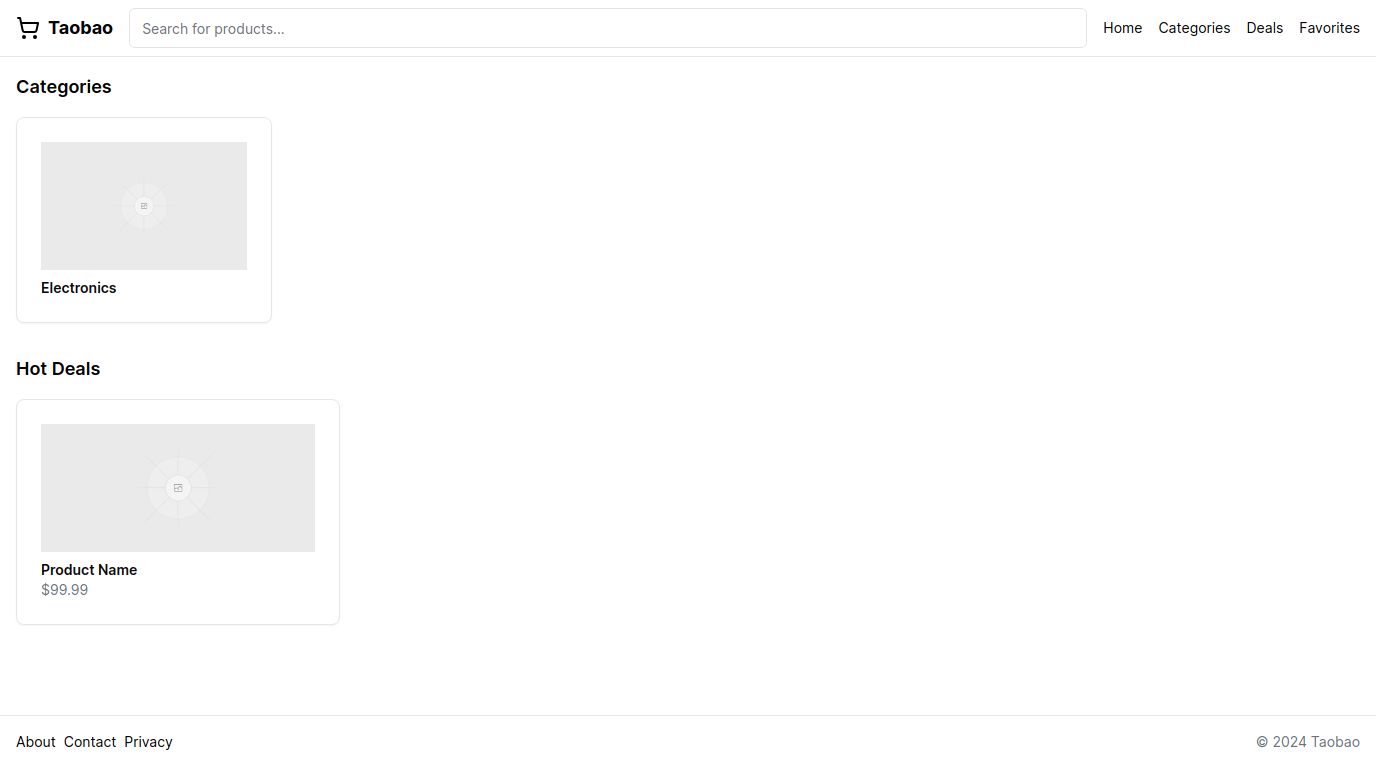 Taobao
Search for products...
Home Categories Deals Favorites
Categories
Electronics
Hot Deals
Product Name
$99.99
About Contact Privacy
© 2024 Taobao